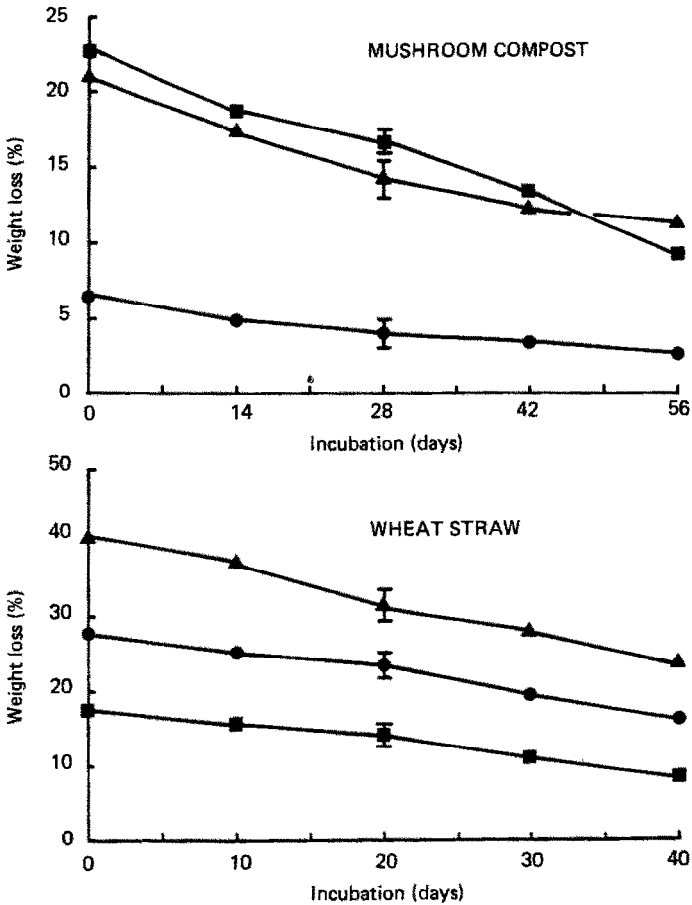 25
MUSHROOM COMPOST
20
15
10
5
0
Weight loss (%)
0 14 28 42 56
Incubation (days)
50
WHEAT STRAW
40
30
20
10
0
Weight loss (%)
0 10 20 30 40
Incubation (days)